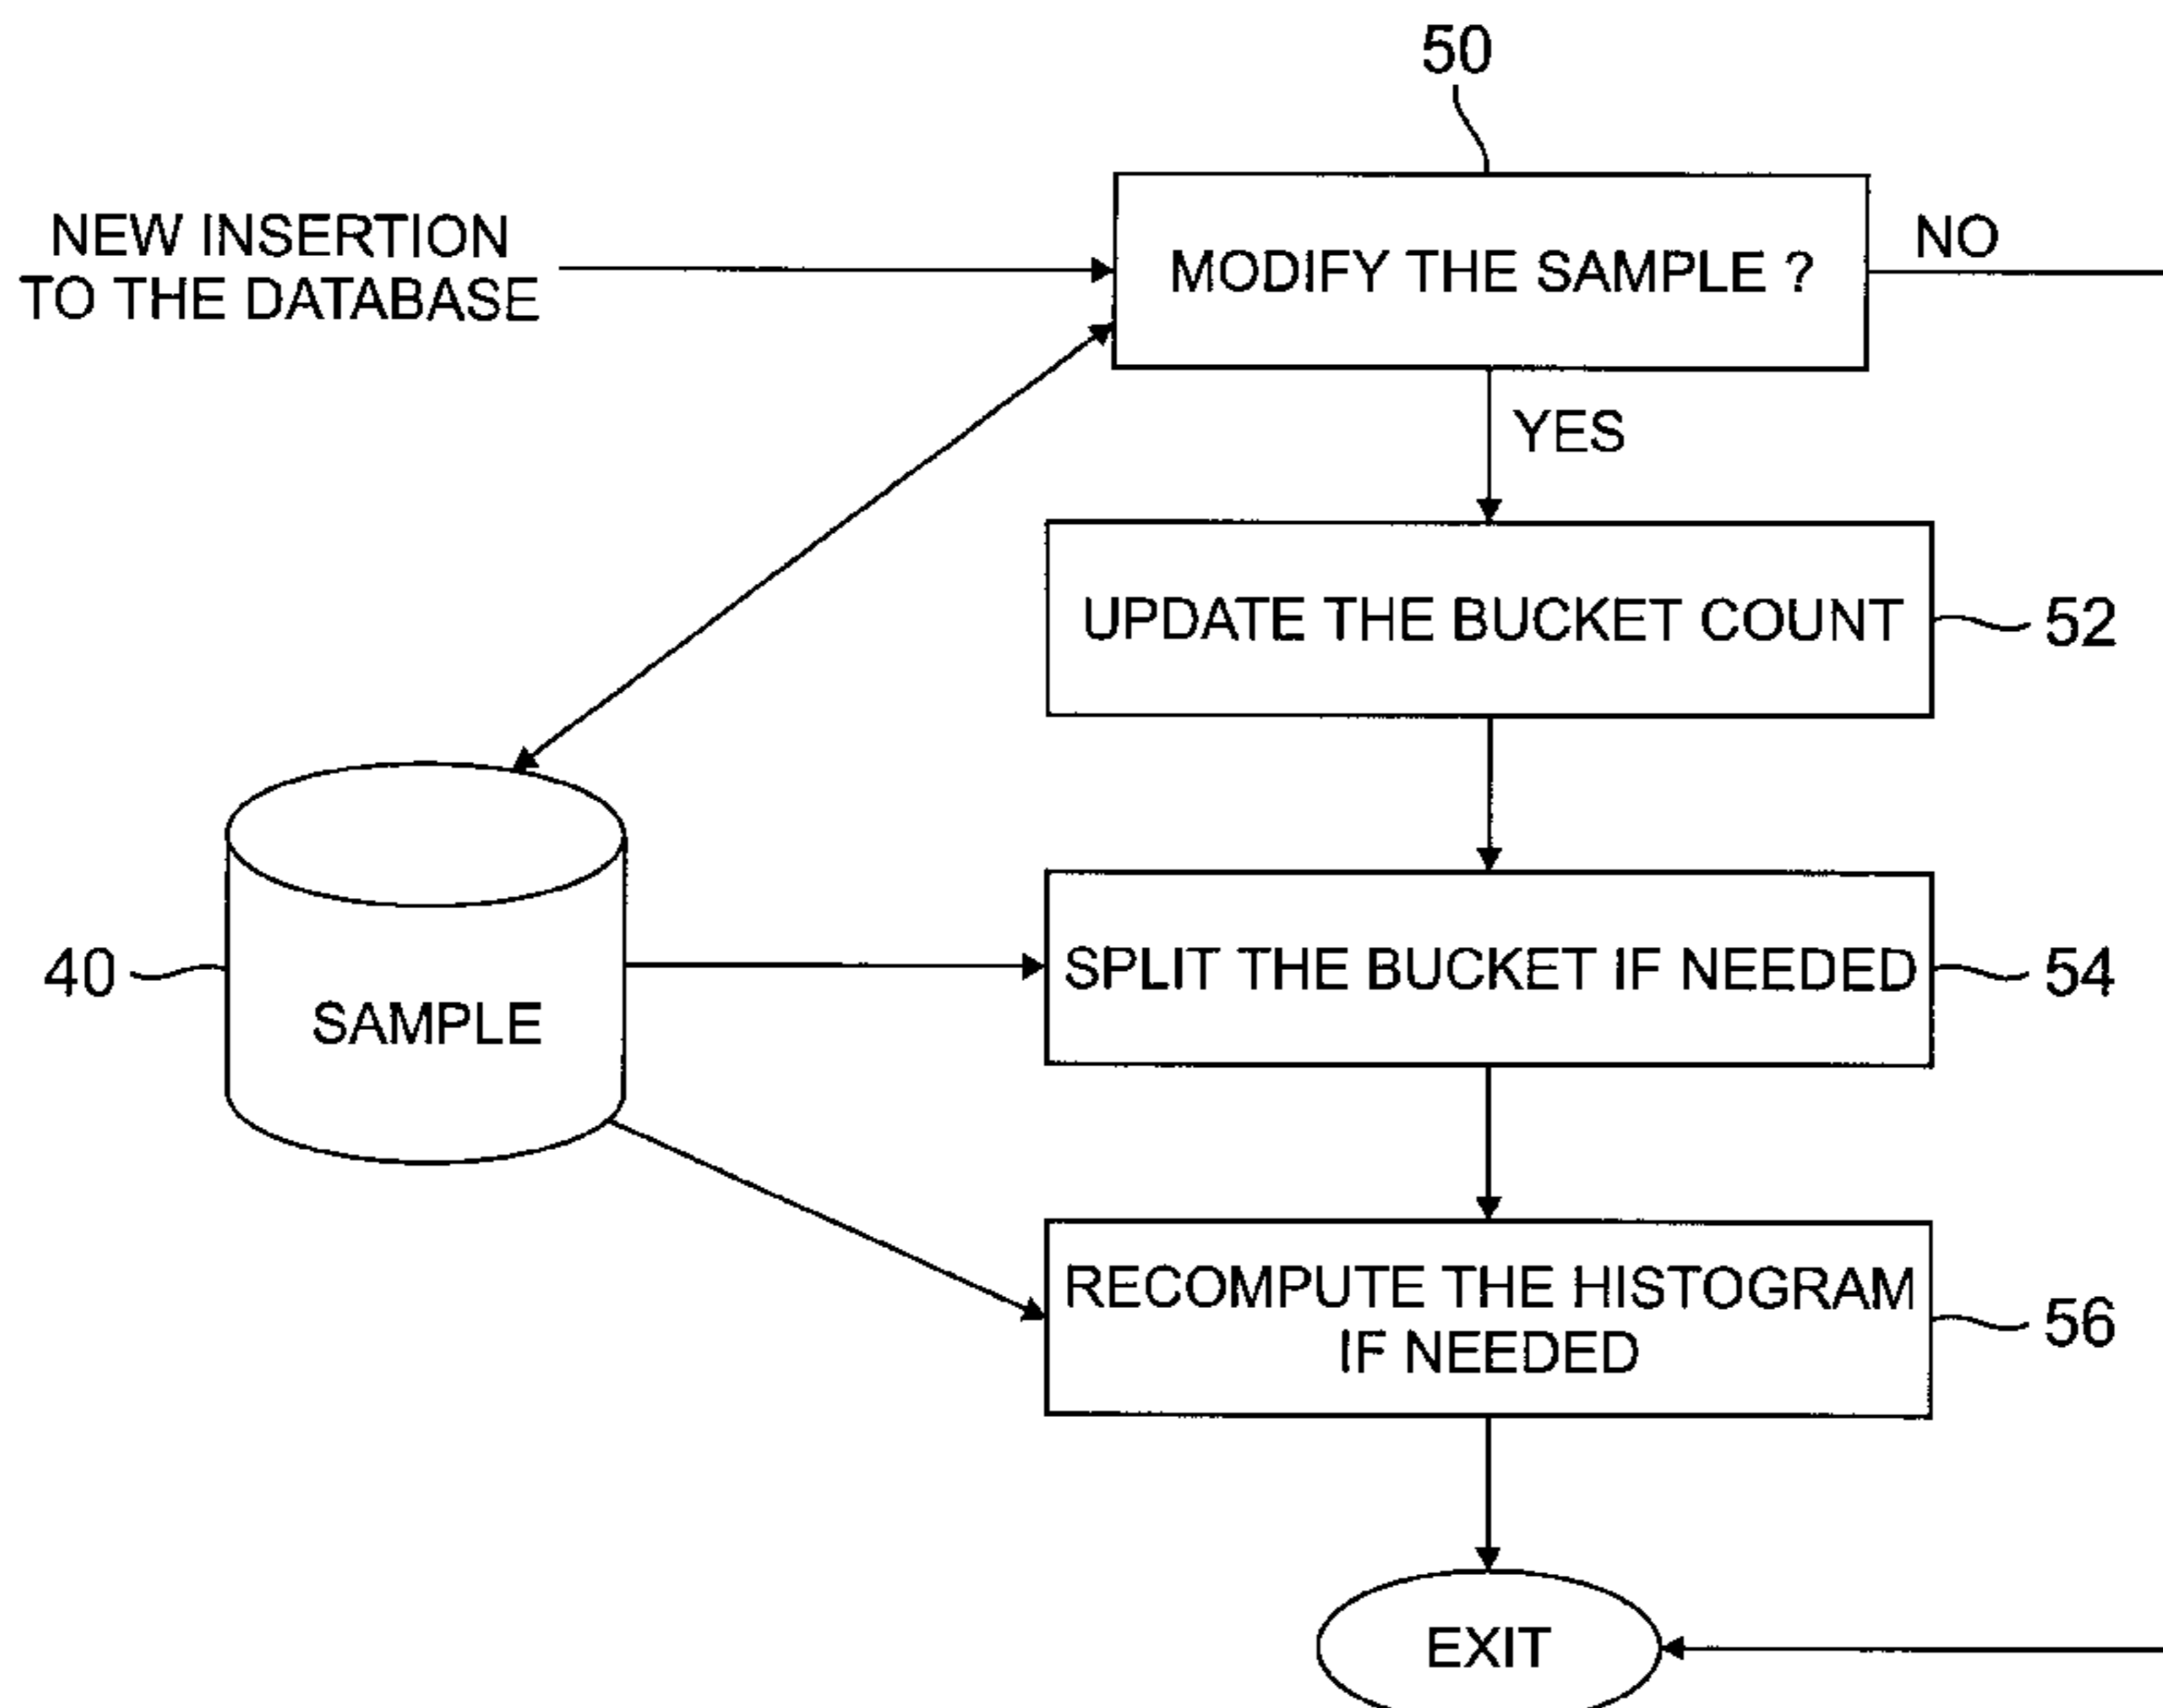 50
NEW INSERTION
TO THE DATABASE
MODIFY THE SAMPLE ?
NO
YES
UPDATE THE BUCKET COUNT
52
SPLIT THE BUCKET IF NEEDED
54
40
SAMPLE
RECOMPUTE THE HISTOGRAM
IF NEEDED
56
EXIT